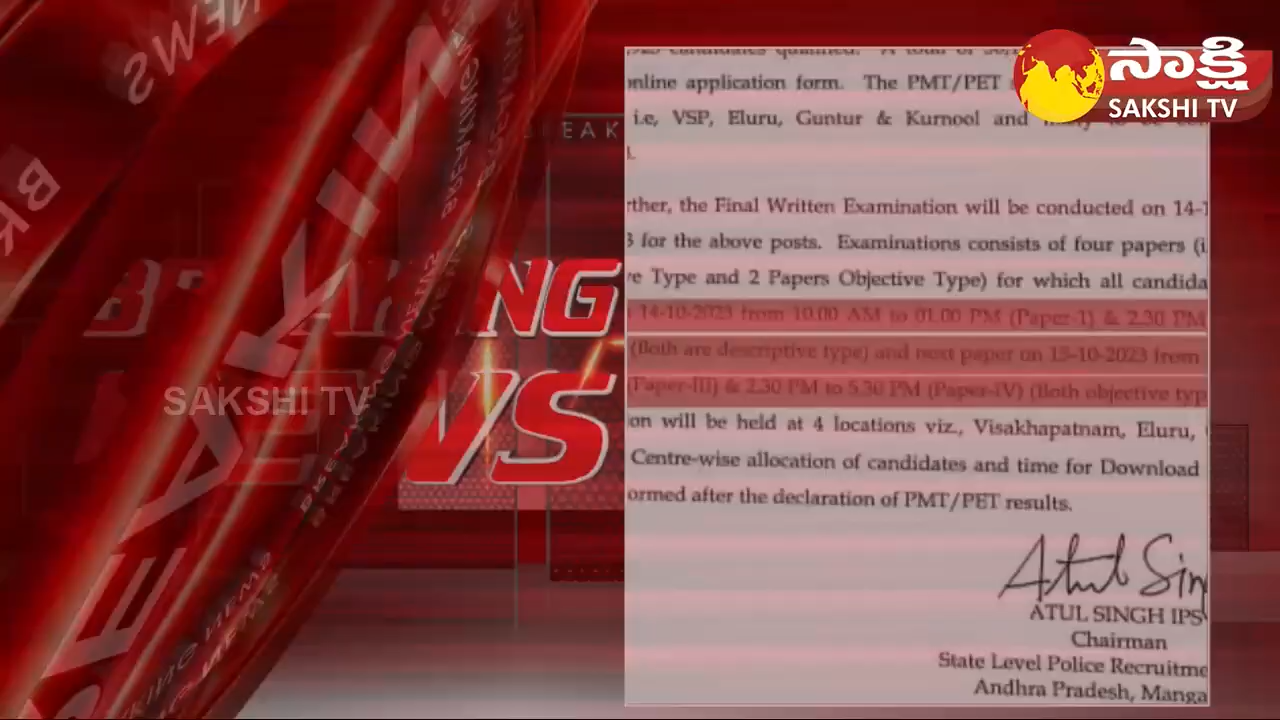 NEWS
BREAK
BREAKING
NEWS
SAKSHI TV
సాక్షి
SAKSHI TV
candidates qualified. A total of
online application form. The PMT/PET
i.e, VSP, Eluru, Guntur & Kurnool and
rther, the Final Written Examination will be conducted on 14-1
3 for the above posts. Examinations consists of four papers (i.
e Type and 2 Papers Objective Type) for which all candida
14-10-2023 from 10.00 AM to 01.00 PM (Paper-I) & 2.30 PM
(Both are descriptive type) and next paper on 15-10-2023 from
(Paper-III) & 2.30 PM to 5.30 PM (Paper-IV) (Both objective typ
on will be held at 4 locations viz., Visakhapatnam, Eluru,
Centre-wise allocation of candidates and time for Download
ormed after the declaration of PMT/PET results.
Atul Sin
ATUL SINGH IPS
Chairman
State Level Police Recruitme
Andhra Pradesh, Manga